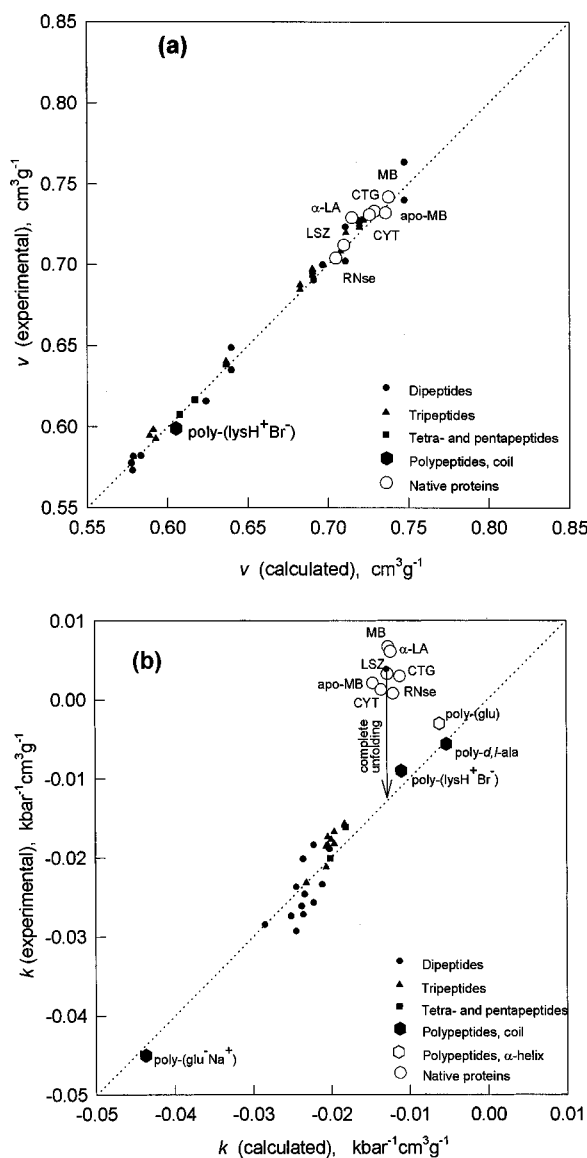 0.85
(a)
0.80
MB
CTG
0.75
α-LA
apo-MB
LSZ
CYT
0.70
RNse
v (experimental), cm³g⁻¹
0.65
Dipeptides
Tripeptides
0.60
poly-(lysH⁺Br⁻)
Tetra- and pentapeptides
Polypeptides, coil
Native proteins
0.55
0.55 0.60 0.65 0.70 0.75 0.80 0.85
v (calculated), cm³g⁻¹
0.01
(b)
MB
α-LA
LSZ
CTG
0.00
apo-MB
RNse
CYT
poly-(glu)
complete
unfolding
poly-d,l-ala
-0.01
poly-(lysH⁺Br⁻)
k (experimental), kbar⁻¹cm³g⁻¹
-0.02
-0.03
Dipeptides
Tripeptides
-0.04
Tetra- and pentapeptides
Polypeptides, coil
poly-(glu⁻Na⁺)
Polypeptides, α-helix
Native proteins
-0.05
-0.05 -0.04 -0.03 -0.02 -0.01 0.00 0.01
k (calculated), kbar⁻¹cm³g⁻¹